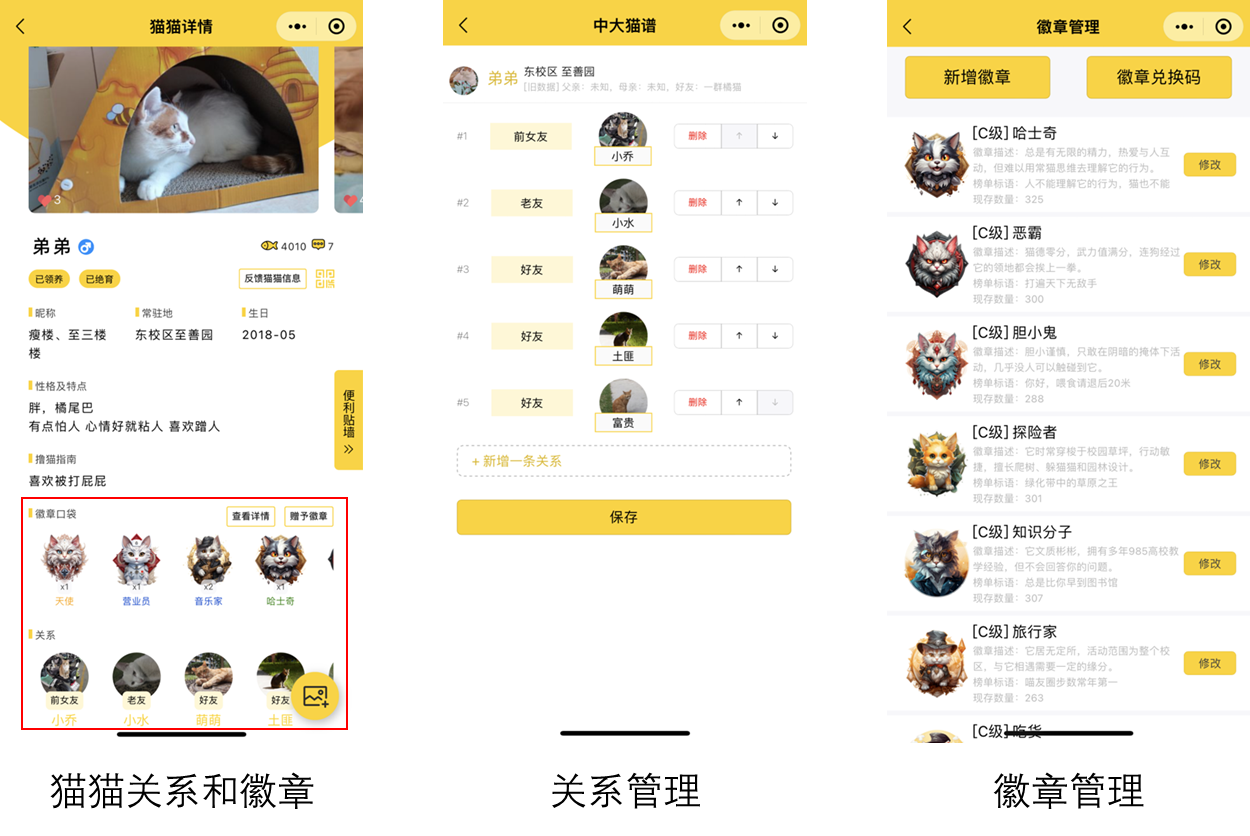 猫猫详情
3
弟弟
4010
7
已领养
已绝育
反馈猫猫信息
昵称
常驻地
生日
瘦楼、至三楼
楼
东校区至善园
2018-05
性格及特点
胖，橘尾巴
有点怕人 心情好就粘人 喜欢蹭人
便利贴墙
撸猫指南
喜欢被打屁屁
徽章口袋
查看详情
赠予徽章
x1
x1
x2
x1
天使
营业员
音乐家
哈士奇
关系
前女友
老友
好友
好友
小乔
小水
萌萌
土匪
猫猫关系和徽章
中大猫谱
弟弟
东校区 至善园
[旧数据] 父亲：未知，母亲：未知，好友：一群橘猫
#1
前女友
小乔
删除
↑
↓
#2
老友
小水
删除
↑
↓
#3
好友
萌萌
删除
↑
↓
#4
好友
土匪
删除
↑
↓
#5
好友
富贵
删除
↑
↓
+ 新增一条关系
保存
关系管理
徽章管理
新增徽章
徽章兑换码
[C级] 哈士奇
徽章描述：总是有无限的精力，热爱与人互
动，但难以用常猫思维去理解它的行为。
榜单标语：人不能理解它的行为，猫也不能
现存数量：325
修改
[C级] 恶霸
徽章描述：猫德零分，武力值满分，连狗经过
它的领地都会挨上一拳。
榜单标语：打遍天下无敌手
现存数量：300
修改
[C级] 胆小鬼
徽章描述：胆小谨慎，只敢在阴暗的掩体下活
动，几乎没人可以触碰到它。
榜单标语：你好，喂食请退后20米
现存数量：288
修改
[C级] 探险者
徽章描述：它时常穿梭于校园草坪，行动敏
捷，擅长爬树、躲猫猫和园林设计。
榜单标语：绿化带中的草原之王
现存数量：301
修改
[C级] 知识分子
徽章描述：它文质彬彬，拥有多年985高校教
学经验，但不会回答你的问题。
榜单标语：总是比你早到图书馆
现存数量：307
修改
[C级] 旅行家
徽章描述：它居无定所，活动范围为整个校
区，与它相遇需要一定的缘分。
榜单标语：喵友圈步数常年第一
现存数量：263
修改
[C级] 吃货
徽章管理